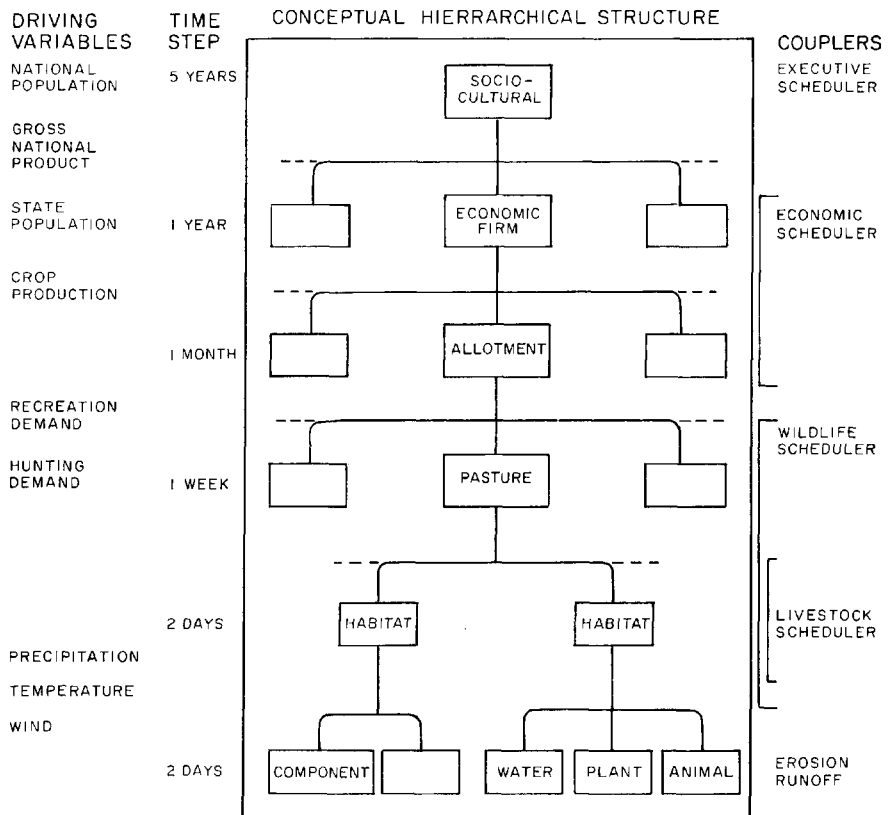 DRIVING
VARIABLES
TIME
STEP
CONCEPTUAL HIERRARCHICAL STRUCTURE
COUPLERS
NATIONAL
POPULATION
5 YEARS
SOCIO-
CULTURAL
EXECUTIVE
SCHEDULER
GROSS
NATIONAL
PRODUCT
STATE
POPULATION
1 YEAR
ECONOMIC
FIRM
ECONOMIC
SCHEDULER
CROP
PRODUCTION
1 MONTH
ALLOTMENT
RECREATION
DEMAND
WILDLIFE
SCHEDULER
HUNTING
DEMAND
1 WEEK
PASTURE
2 DAYS
HABITAT
HABITAT
LIVESTOCK
SCHEDULER
PRECIPITATION
TEMPERATURE
WIND
2 DAYS
COMPONENT
WATER
PLANT
ANIMAL
EROSION
RUNOFF